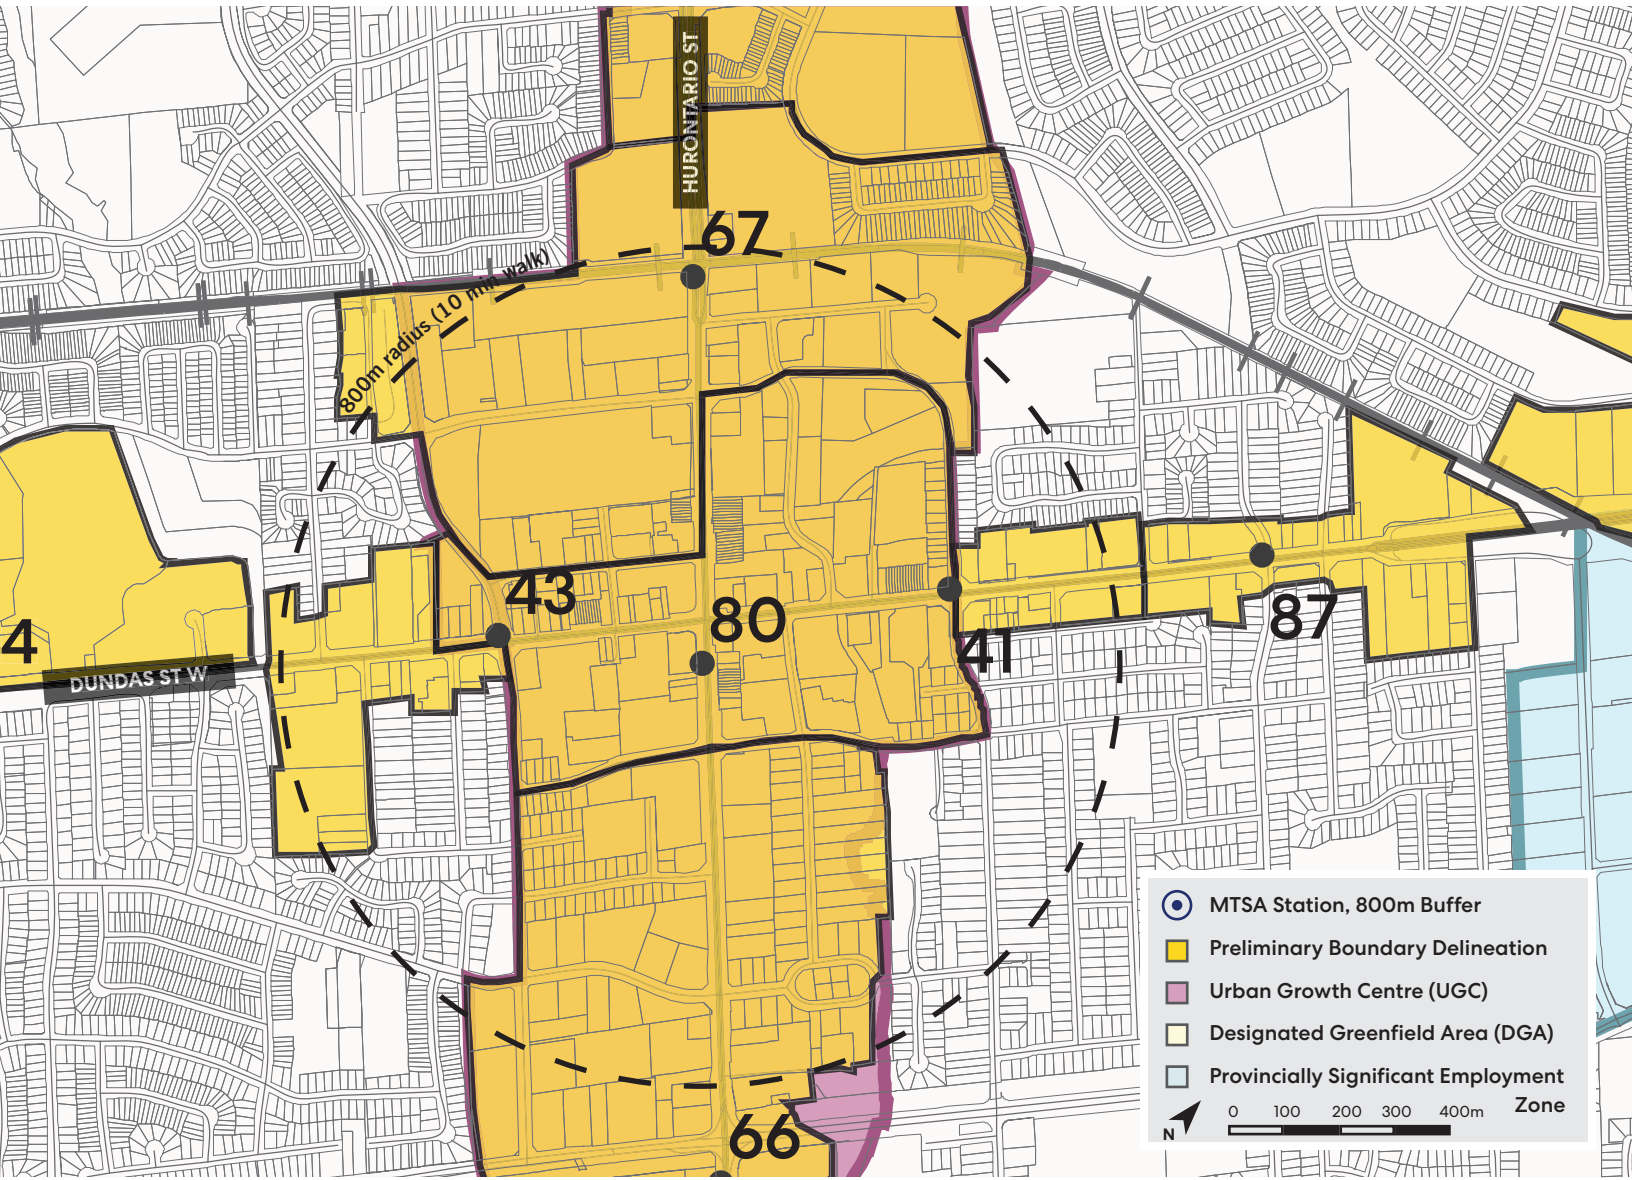 HURONTARIO ST
67
800m radius (10 min walk)
43
80
87
41
4
DUNDAS ST W
66
MTSA Station, 800m Buffer
Preliminary Boundary Delineation
Urban Growth Centre (UGC)
Designated Greenfield Area (DGA)
Provincially Significant Employment
Zone
N
0 100 200 300 400m